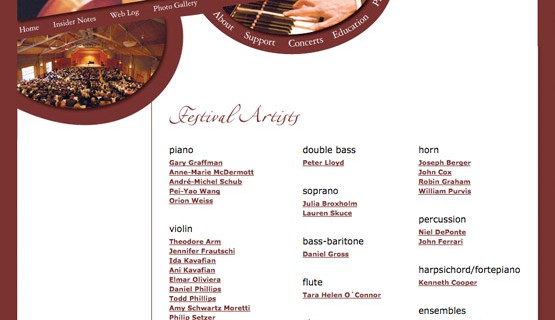 Home
Insider Notes
Web Log
Photo Gallery
About
Support
Concerts
Education
Festival Artists
piano
Gary Graffman
Anne-Marie McDermott
André-Michel Schub
Pei-Yao Wang
Orion Weiss
violin
Theodore Arm
Jennifer Frautschi
Ida Kavafian
Ani Kavafian
Elmar Oliveira
Daniel Phillips
Todd Phillips
Amy Schwartz Moretti
Philip Setzer
double bass
Peter Lloyd
soprano
Julia Broxholm
Lauren Skuce
bass-baritone
Daniel Gross
flute
Tara Helen O´Connor
horn
Joseph Berger
John Cox
Robin Graham
William Purvis
percussion
Niel DePonte
John Ferrari
harpsichord/fortepiano
Kenneth Cooper
ensembles